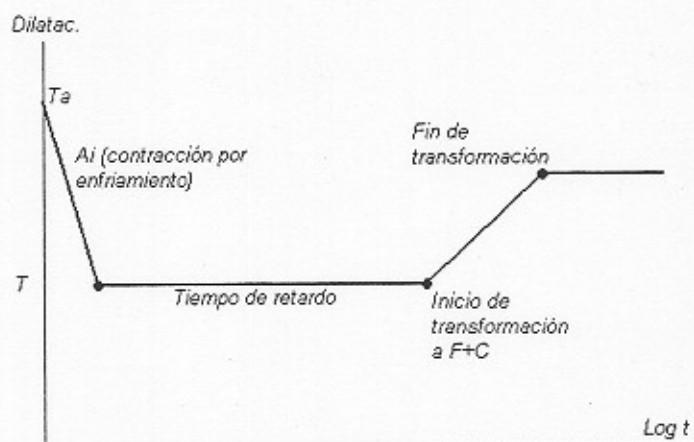 Dilatac.
Ta
Ai (contracción por
enfriamiento)
Fin de
transformación
T
Tiempo de retardo
Inicio de
transformación
a F+C
Log t